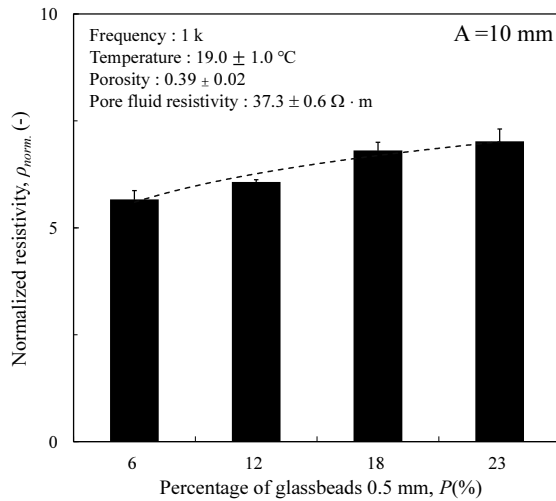 Frequency : 1 k
Temperature : 19.0 ± 1.0 ℃
Porosity : 0.39 ± 0.02
Pore fluid resistivity : 37.3 ± 0.6 Ω · m
A =10 mm
Normalized resistivity, ρnorm. (-)
10
5
0
6 12 18 23
Percentage of glassbeads 0.5 mm, P(%)